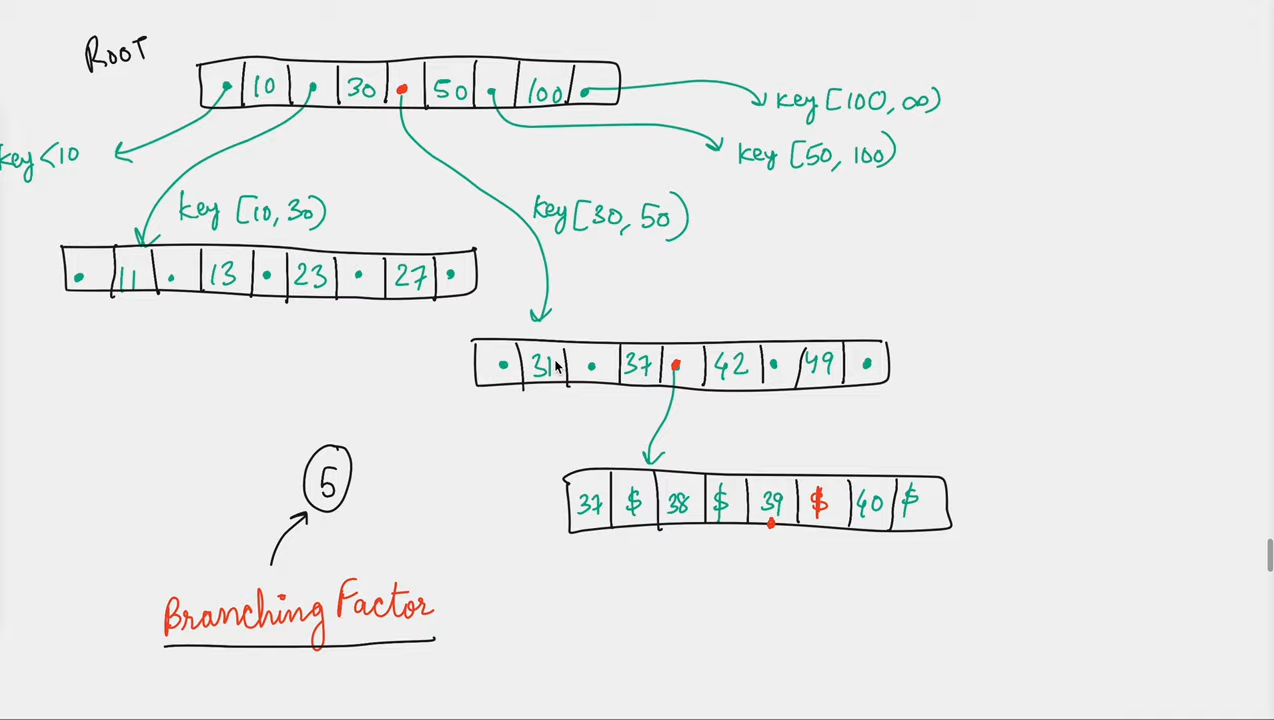 ROOT
10 30 50 100
key [100, ∞)
key <10
key [50, 100)
key [10, 30)
key [30, 50)
11 13 23 27
31 37 42 49
5
37 $ 38 $ 39 $ 40 $
Branching Factor